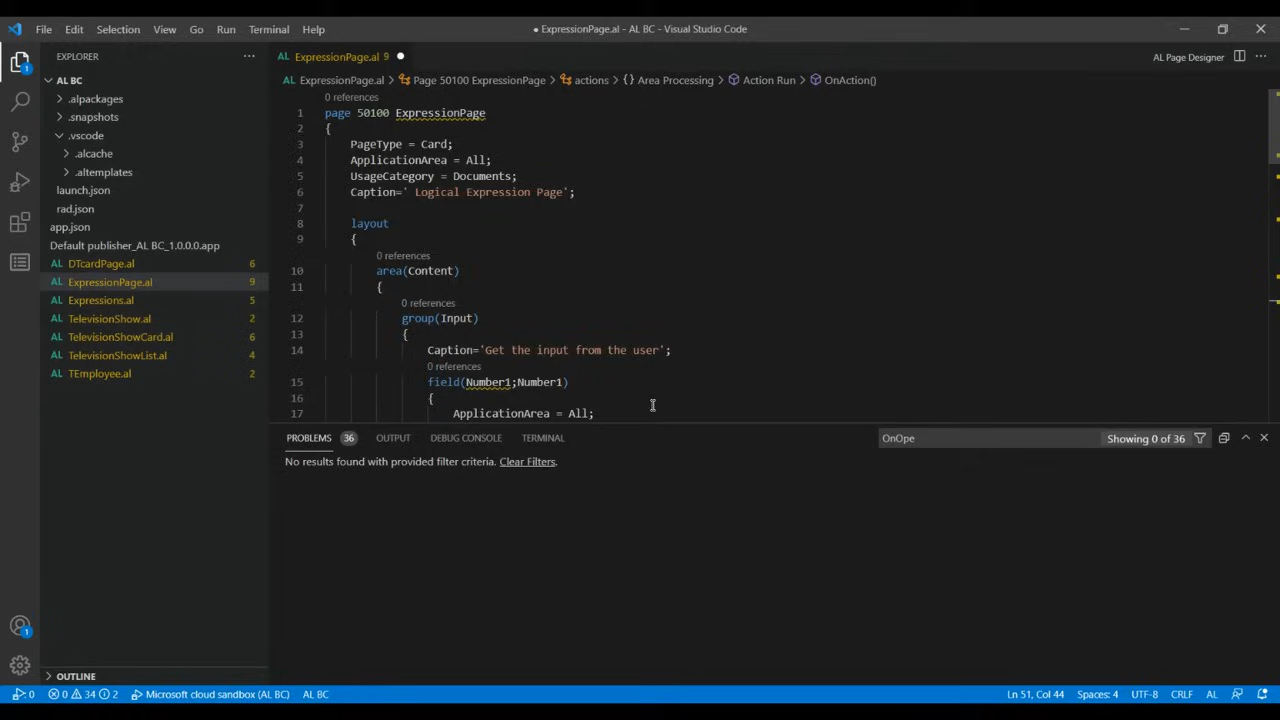 File Edit Selection View Go Run Terminal Help
● ExpressionPage.al - AL BC - Visual Studio Code
EXPLORER
AL ExpressionPage.al 9 ●
AL Page Designer
AL BC
AL ExpressionPage.al > Page 50100 ExpressionPage > actions > {} Area Processing > Action Run > OnAction()
.alpackages
.snapshots
.vscode
.alcache
.altemplates
launch.json
rad.json
app.json
Default publisher_AL BC_1.0.0.0.app
AL DTcardPage.al 6
AL ExpressionPage.al 9
AL Expressions.al 5
AL TelevisionShow.al 2
AL TelevisionShowCard.al 6
AL TelevisionShowList.al 4
AL TEmployee.al 2
OUTLINE
0 references
1 page 50100 ExpressionPage
2 {
3 PageType = Card;
4 ApplicationArea = All;
5 UsageCategory = Documents;
6 Caption=' Logical Expression Page';
7
8 layout
9 {
0 references
10 area(Content)
11 {
0 references
12 group(Input)
13 {
14 Caption='Get the input from the user';
0 references
15 field(Number1;Number1)
16 {
17 ApplicationArea = All;
PROBLEMS 36 OUTPUT DEBUG CONSOLE TERMINAL
OnOpe
Showing 0 of 36
No results found with provided filter criteria. Clear Filters.
1
1
0 0 34 2 Microsoft cloud sandbox (AL BC) AL BC
Ln 51, Col 44 Spaces: 4 UTF-8 CRLF AL